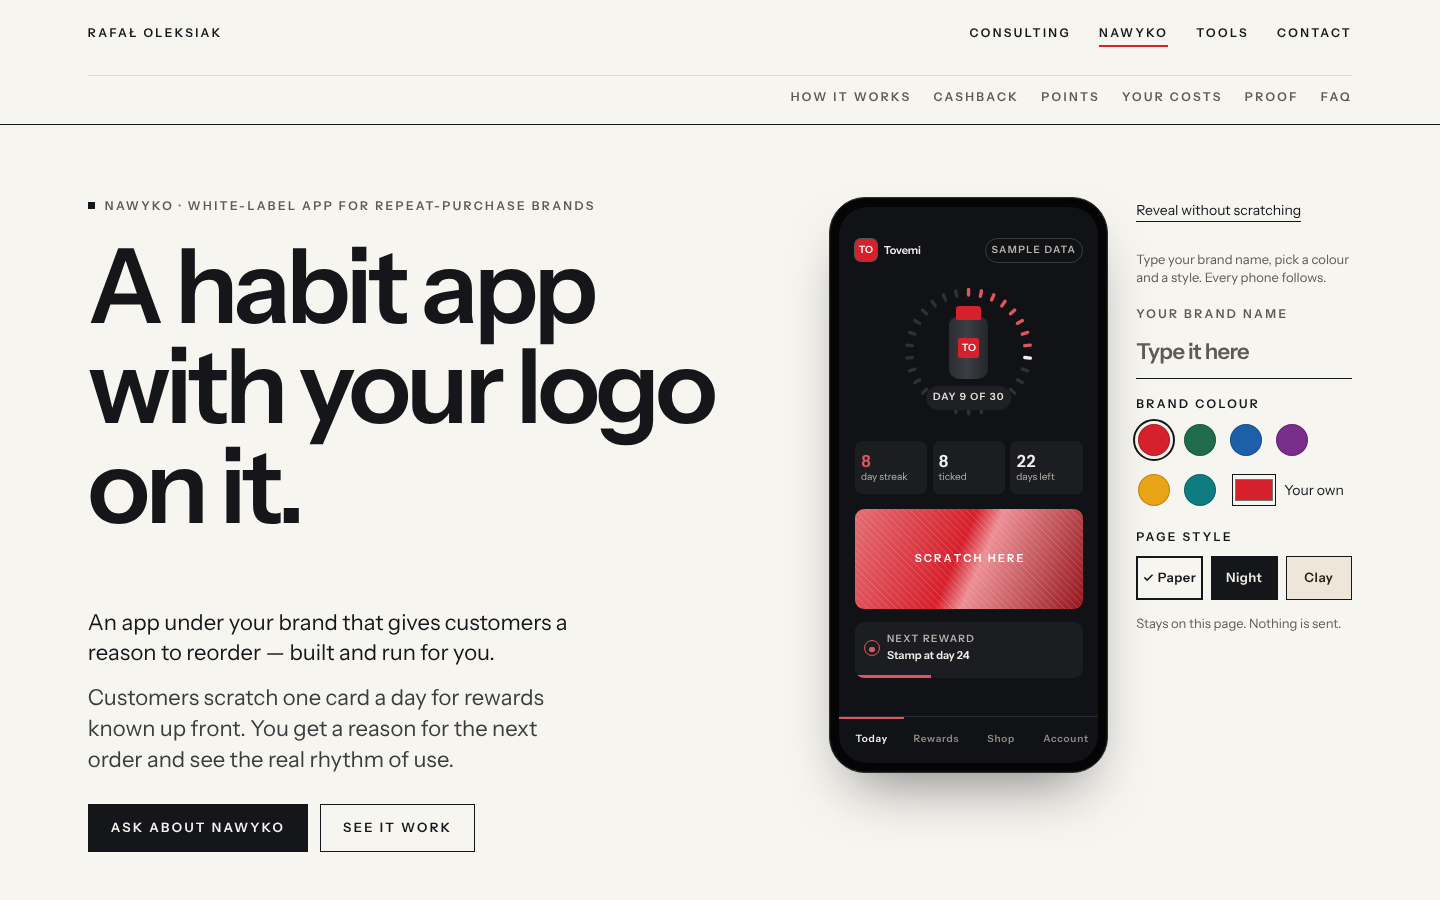 RAFAŁ OLEKSIAK
CONSULTING NAWYKO TOOLS CONTACT
HOW IT WORKS CASHBACK POINTS YOUR COSTS PROOF FAQ
NAWYKO · WHITE-LABEL APP FOR REPEAT-PURCHASE BRANDS
A habit app
with your logo
on it.
An app under your brand that gives customers a
reason to reorder — built and run for you.
Customers scratch one card a day for rewards
known up front. You get a reason for the next
order and see the real rhythm of use.
ASK ABOUT NAWYKO SEE IT WORK
TO Tovemi SAMPLE DATA
TO
DAY 9 OF 30
8 8 22
day streak ticked days left
SCRATCH HERE
NEXT REWARD
Stamp at day 24
Today Rewards Shop Account
Reveal without scratching
Type your brand name, pick a colour
and a style. Every phone follows.
YOUR BRAND NAME
Type it here
BRAND COLOUR
Your own
PAGE STYLE
✓ Paper Night Clay
Stays on this page. Nothing is sent.